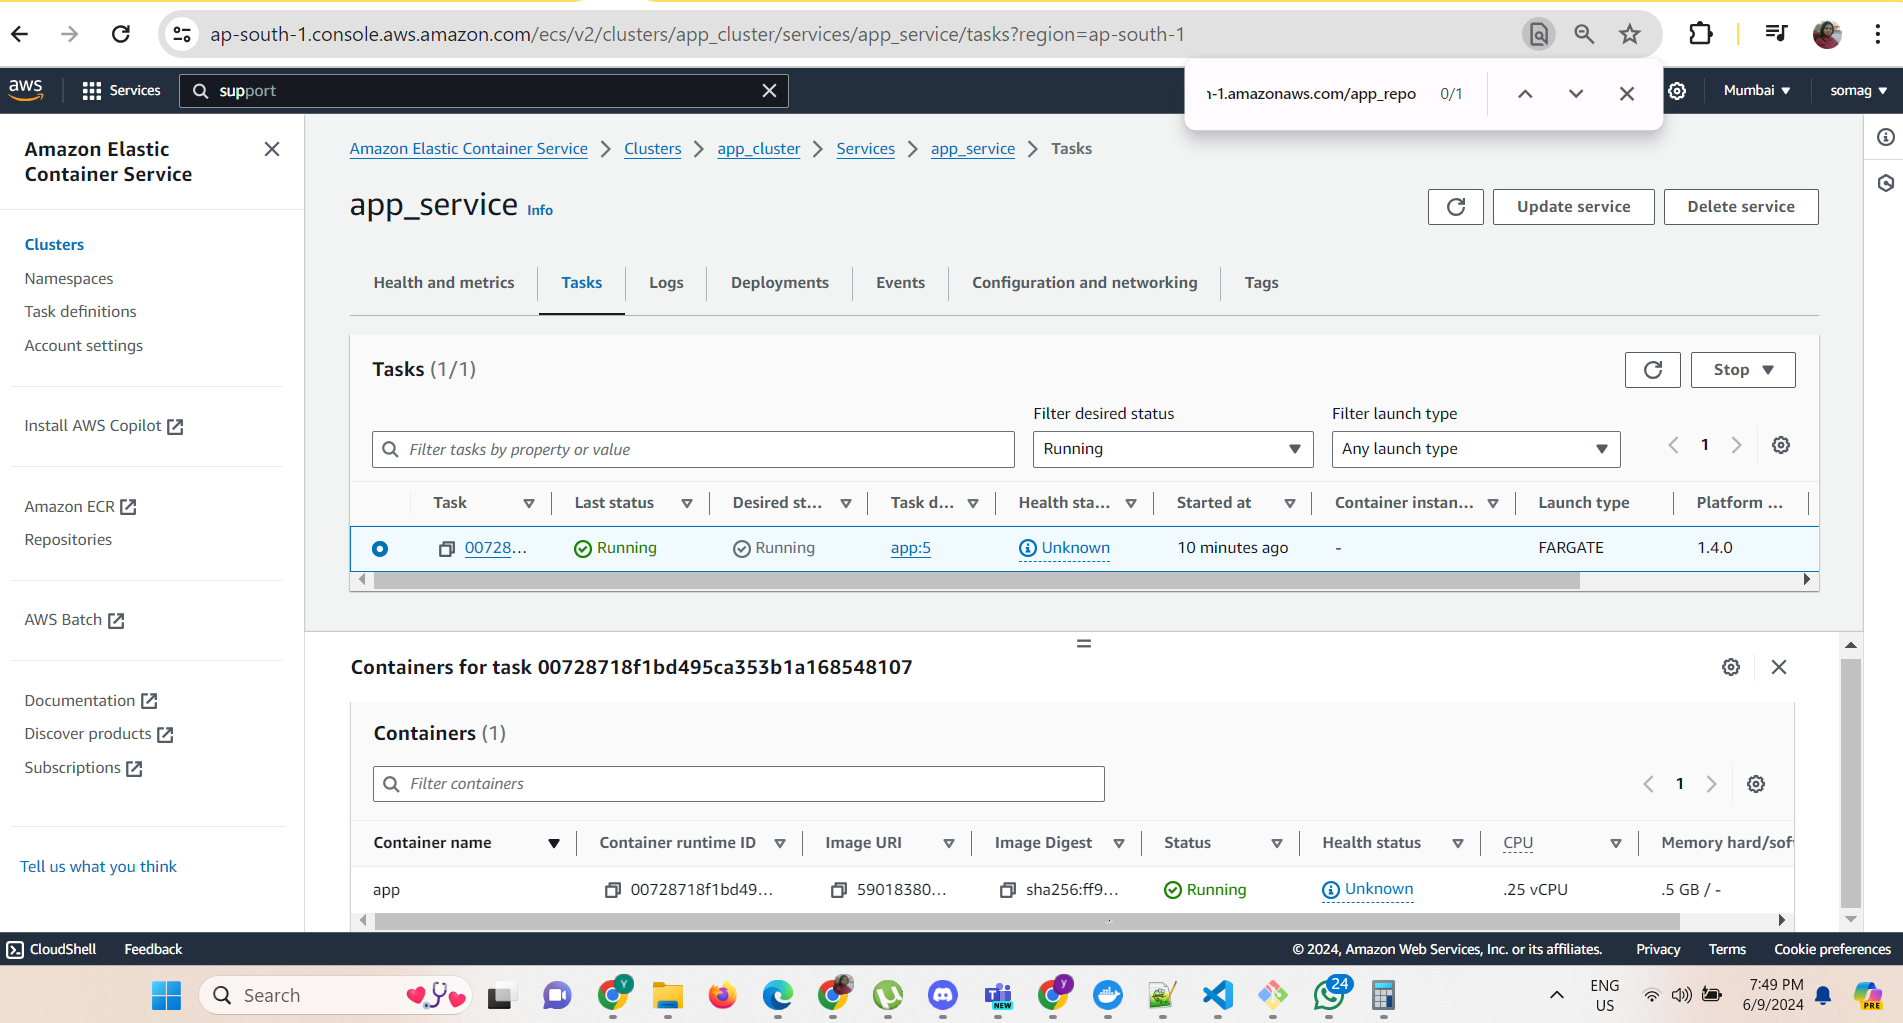 ap-south-1.console.aws.amazon.com/ecs/v2/clusters/app_cluster/services/app_service/tasks?region=ap-south-1
aws Services support Mumbai somag
-1.amazonaws.com/app_repo 0/1
Amazon Elastic
Container Service
Clusters
Namespaces
Task definitions
Account settings
Install AWS Copilot
Amazon ECR
Repositories
AWS Batch
Documentation
Discover products
Subscriptions
Tell us what you think
Amazon Elastic Container Service Clusters app_cluster Services app_service Tasks
app_service Info
Update service Delete service
Health and metrics Tasks Logs Deployments Events Configuration and networking Tags
Tasks (1/1)
Stop
Filter desired status Filter launch type
Filter tasks by property or value Running Any launch type 1
Task Last status Desired st... Task d... Health sta... Started at Container instan... Launch type Platform ...
00728... Running Running app:5 Unknown 10 minutes ago - FARGATE 1.4.0
Containers for task 00728718f1bd495ca353b1a168548107
Containers (1)
Filter containers 1
Container name Container runtime ID Image URI Image Digest Status Health status CPU Memory hard/sof
app 00728718f1bd49... 59018380... sha256:ff9... Running Unknown .25 vCPU .5 GB / -
CloudShell Feedback © 2024, Amazon Web Services, Inc. or its affiliates. Privacy Terms Cookie preferences
Search
Y
NEW
y
24
ENG
US
7:49 PM
6/9/2024
PRE